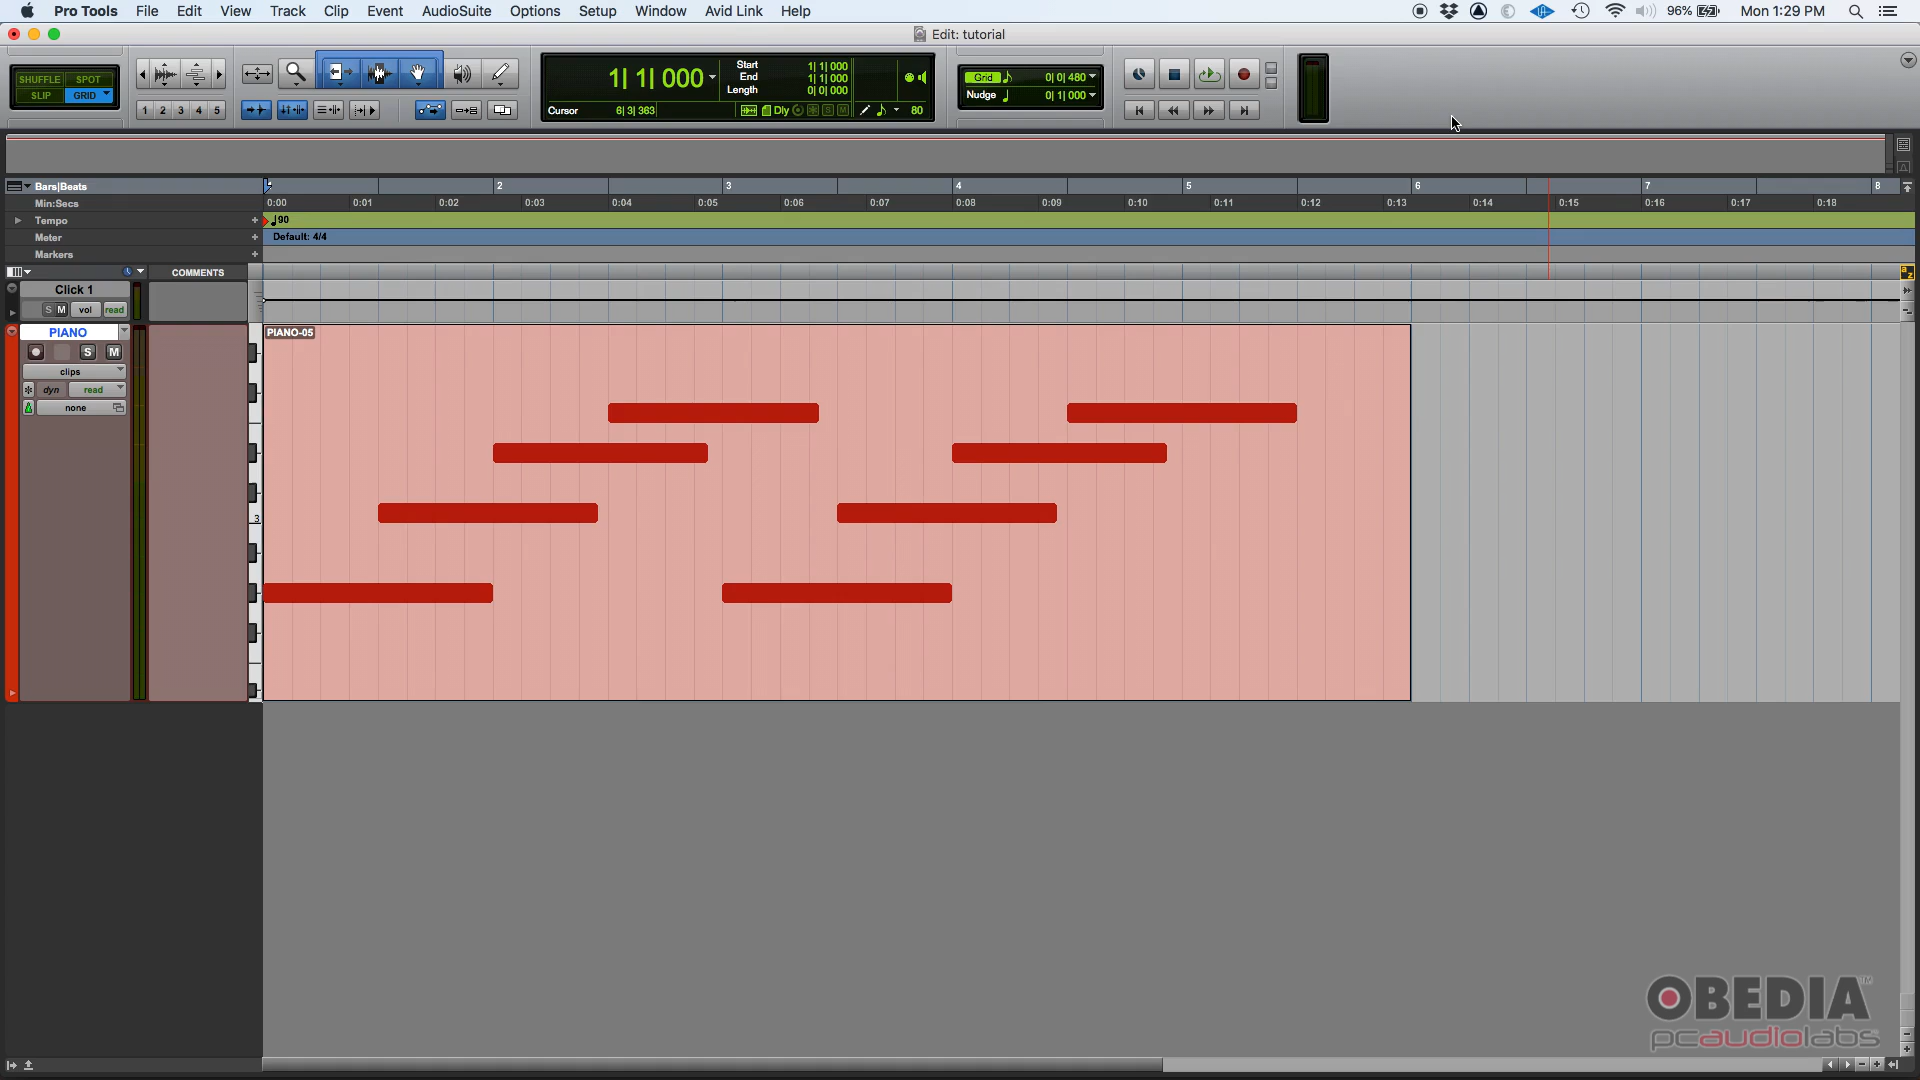 Pro Tools File Edit View Track Clip Event AudioSuite Options Setup Window Avid Link Help 96% Mon 1:29 PM
Edit: tutorial
SHUFFLE SPOT
SLIP GRID
1 2 3 4 5
1| 1| 000
Start 1| 1| 000
End 1| 1| 000
Length 0| 0| 000
Cursor 6| 3| 363 Dly S M 80
Grid 0| 0| 480
Nudge 0| 1| 000
Bars|Beats 2 3 4 5 6 7 8
Min:Secs 0:00 0:01 0:02 0:03 0:04 0:05 0:06 0:07 0:08 0:09 0:10 0:11 0:12 0:13 0:14 0:15 0:16 0:17 0:18
Tempo + 90
Meter + Default: 4/4
Markers +
COMMENTS
a z
Click 1
S M vol read
PIANO PIANO-05
S M
clips
dyn read
none
3
OBEDIA™
pcaudiolabs